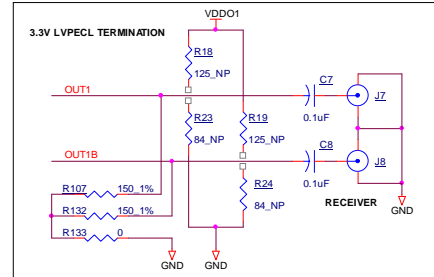 VDDO1
3.3V LVPECL TERMINATION
R18
125_NP
C7
OUT1
J7
R23
R19
0.1uF
84_NP
125_NP
C8
OUT1B
J8
R24
0.1uF
R107 150_1%
84_NP
R132 150_1%
RECEIVER
R133 0
GND
GND
GND